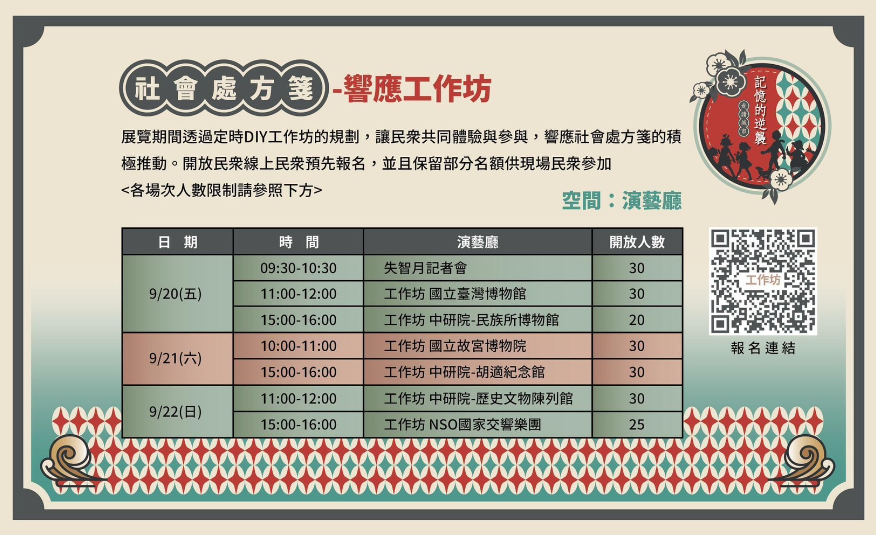 社會處方箋-響應工作坊
展覽期間透過定時DIY工作坊的規劃，讓民衆共同體驗與參與，響應社會處方箋的積
極推動。開放民衆線上民衆預先報名，並且保留部分名額供現場民衆參加
<各場次人數限制請參照下方>
空間：演藝廳
記憶的逆襲
日 期 時 間 演藝廳 開放人數
9/20(五) 09:30-10:30 失智月記者會 30
11:00-12:00 工作坊 國立臺灣博物館 30
15:00-16:00 工作坊 中研院-民族所博物館 20
9/21(六) 10:00-11:00 工作坊 國立故宮博物院 30
15:00-16:00 工作坊 中研院-胡適紀念館 30
9/22(日) 11:00-12:00 工作坊 中研院-歷史文物陳列館 30
15:00-16:00 工作坊 NSO國家交響樂團 25
工作坊
報名連結